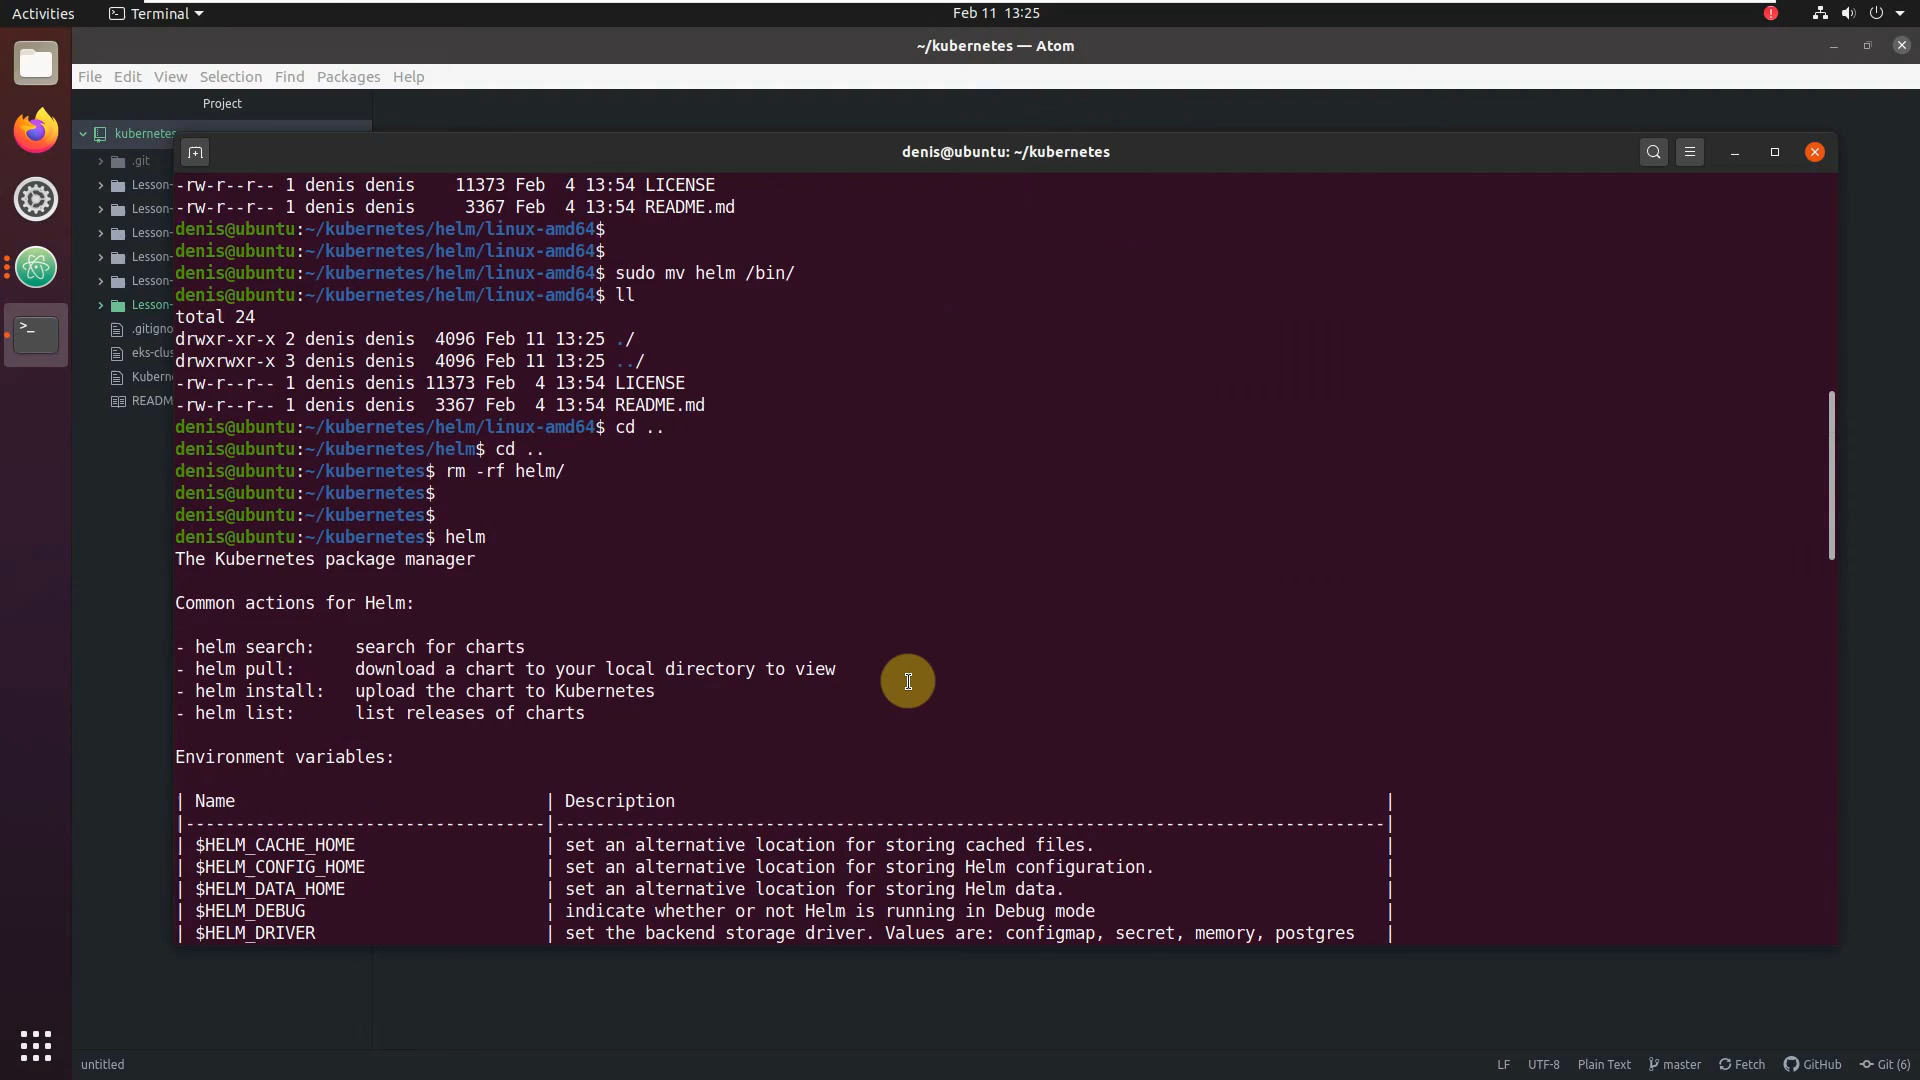 Activities
Terminal
Feb 11 13:25
~/kubernetes — Atom
File Edit View Selection Find Packages Help
Project
kubernetes
.git
Lesson-
Lesson-
Lesson-
Lesson-
Lesson-
Lesson-
.gitigno
eks-clus
Kubern
READM
denis@ubuntu: ~/kubernetes
-rw-r--r-- 1 denis denis    11373 Feb  4 13:54 LICENSE
-rw-r--r-- 1 denis denis     3367 Feb  4 13:54 README.md
denis@ubuntu:~/kubernetes/helm/linux-amd64$
denis@ubuntu:~/kubernetes/helm/linux-amd64$
denis@ubuntu:~/kubernetes/helm/linux-amd64$ sudo mv helm /bin/
denis@ubuntu:~/kubernetes/helm/linux-amd64$ ll
total 24
drwxr-xr-x 2 denis denis  4096 Feb 11 13:25 ./
drwxrwxr-x 3 denis denis  4096 Feb 11 13:25 ../
-rw-r--r-- 1 denis denis 11373 Feb  4 13:54 LICENSE
-rw-r--r-- 1 denis denis  3367 Feb  4 13:54 README.md
denis@ubuntu:~/kubernetes/helm/linux-amd64$ cd ..
denis@ubuntu:~/kubernetes/helm$ cd ..
denis@ubuntu:~/kubernetes$ rm -rf helm/
denis@ubuntu:~/kubernetes$
denis@ubuntu:~/kubernetes$
denis@ubuntu:~/kubernetes$ helm
The Kubernetes package manager
Common actions for Helm:
- helm search:    search for charts
- helm pull:      download a chart to your local directory to view
- helm install:   upload the chart to Kubernetes
- helm list:      list releases of charts
Environment variables:
| Name                               | Description                                                                       |
|------------------------------------|-----------------------------------------------------------------------------------|
| $HELM_CACHE_HOME                   | set an alternative location for storing cached files.                             |
| $HELM_CONFIG_HOME                  | set an alternative location for storing Helm configuration.                       |
| $HELM_DATA_HOME                    | set an alternative location for storing Helm data.                                |
| $HELM_DEBUG                        | indicate whether or not Helm is running in Debug mode                             |
| $HELM_DRIVER                       | set the backend storage driver. Values are: configmap, secret, memory, postgres   |
untitled
LF UTF-8 Plain Text master Fetch GitHub Git (6)